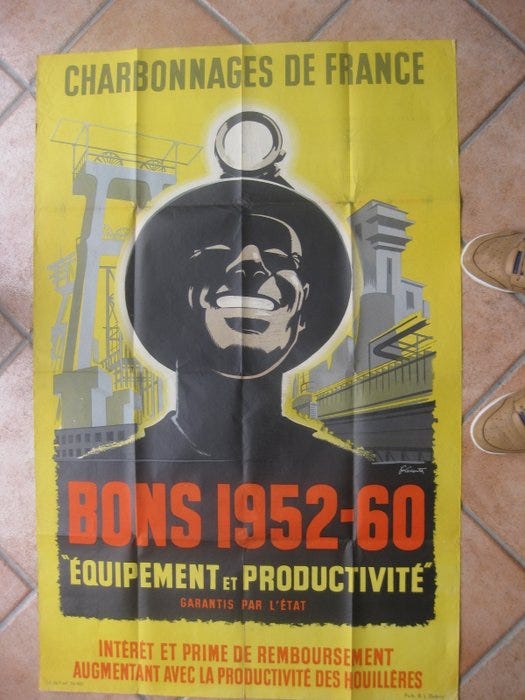 CHARBONNAGES DE FRANCE
BONS 1952-60
"ÉQUIPEMENT ET PRODUCTIVITÉ"
GARANTIS PAR L'ÉTAT
INTÉRÊT ET PRIME DE REMBOURSEMENT
AUGMENTANT AVEC LA PRODUCTIVITÉ DES HOUILLÈRES